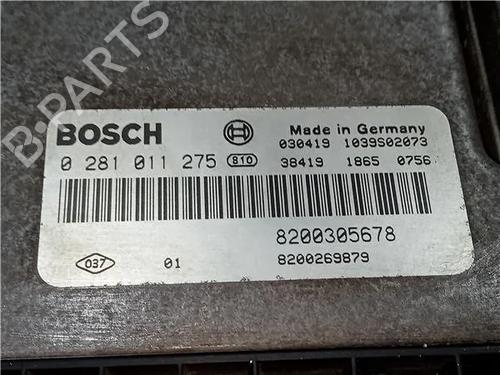 B-PARTS
BOSCH
Made in Germany
030419 1039S02073
0 281 011 275 810
38419 1865 0756
8200305678
037 01 8200269879